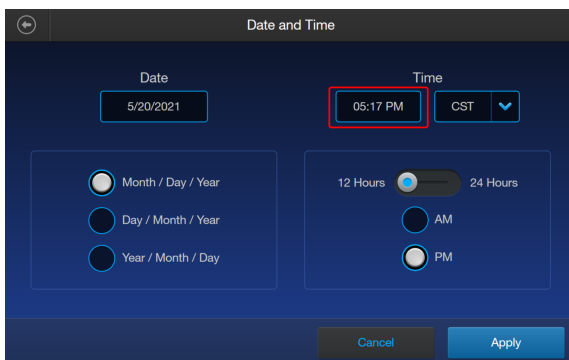 Date and Time
Date
5/20/2021
Time
05:17 PM
CST
Month / Day / Year
Day / Month / Year
Year / Month / Day
12 Hours
24 Hours
AM
PM
Cancel
Apply